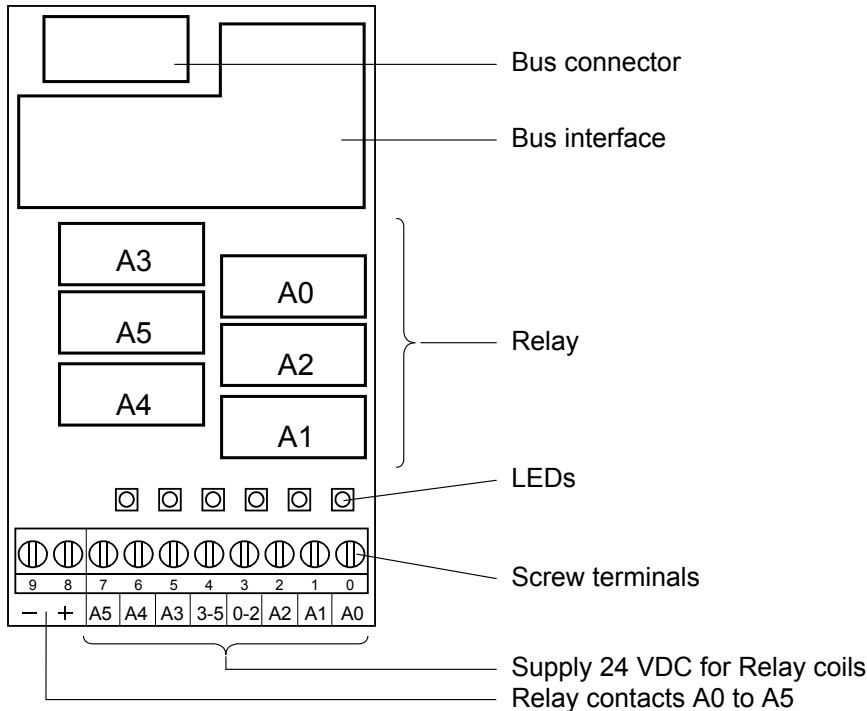 Bus connector
Bus interface
A3
A0
A5
Relay
A2
A4
A1
LEDs
Screw terminals
9 8 7 6 5 4 3 2 1 0
– + A5 A4 A3 3-5 0-2 A2 A1 A0
Supply 24 VDC for Relay coils
Relay contacts A0 to A5